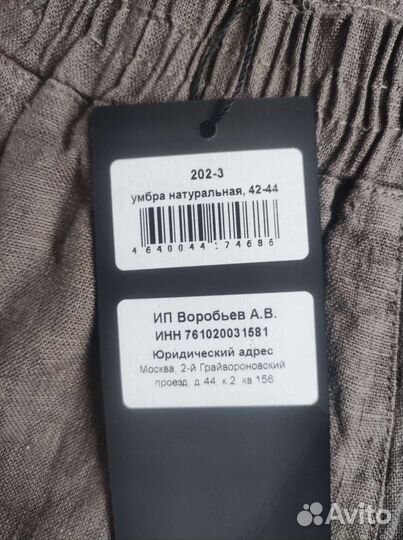 202-3
умбра натуральная, 42-44
4640044174686
ИП Воробьев А.В.
ИНН 761020031581
Юридический адрес
Москва, 2-й Грайвороновский
проезд, д 44, к 2, кв 156
Avito